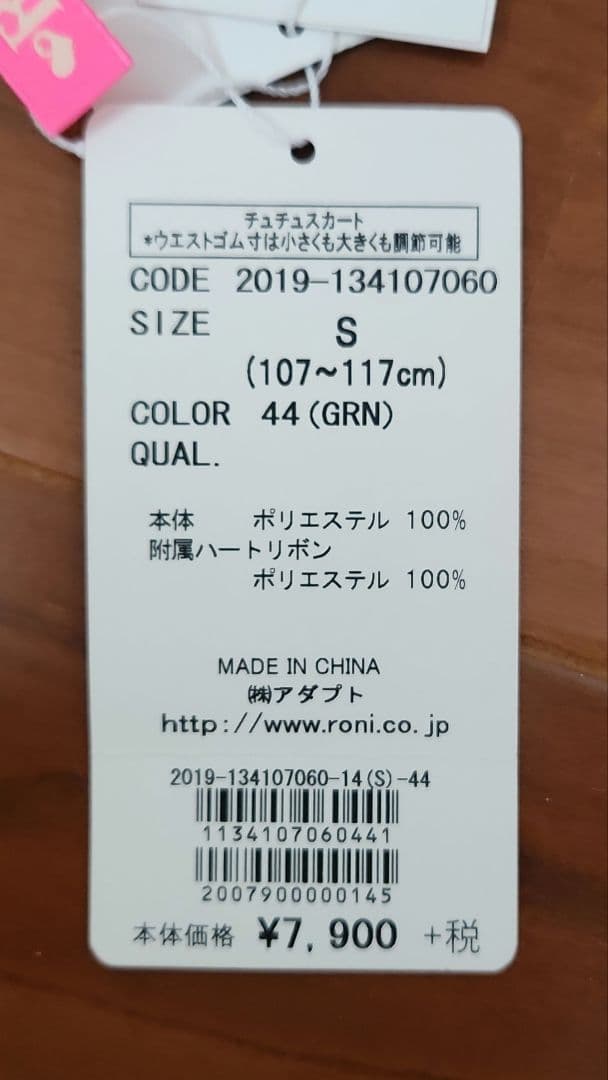 チュチュスカート
*ウエストゴム寸は小さくも大きくも調節可能
CODE 2019-134107060
SIZE S
(107~117cm)
COLOR 44(GRN)
QUAL.
本体 ポリエステル 100%
附属ハートリボン
ポリエステル 100%
MADE IN CHINA
㈱アダプト
http://www.roni.co.jp
2019-134107060-14(S)-44
1134107060441
2007900000145
本体価格 ¥7,900 +税